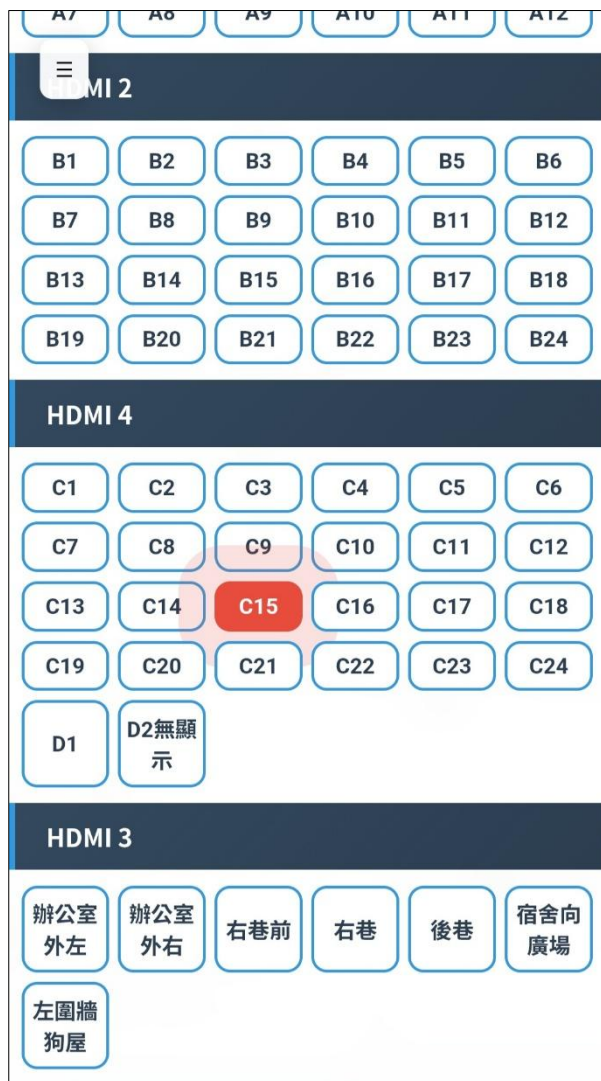 A7 A8 A9 A10 A11 A12
HDMI 2
B1 B2 B3 B4 B5 B6
B7 B8 B9 B10 B11 B12
B13 B14 B15 B16 B17 B18
B19 B20 B21 B22 B23 B24
HDMI 4
C1 C2 C3 C4 C5 C6
C7 C8 C9 C10 C11 C12
C13 C14 C15 C16 C17 C18
C19 C20 C21 C22 C23 C24
D1
D2無顯
示
HDMI 3
辦公室
外左
辦公室
外右
右巷前
右巷
後巷
宿舍向
廣場
左圍牆
狗屋